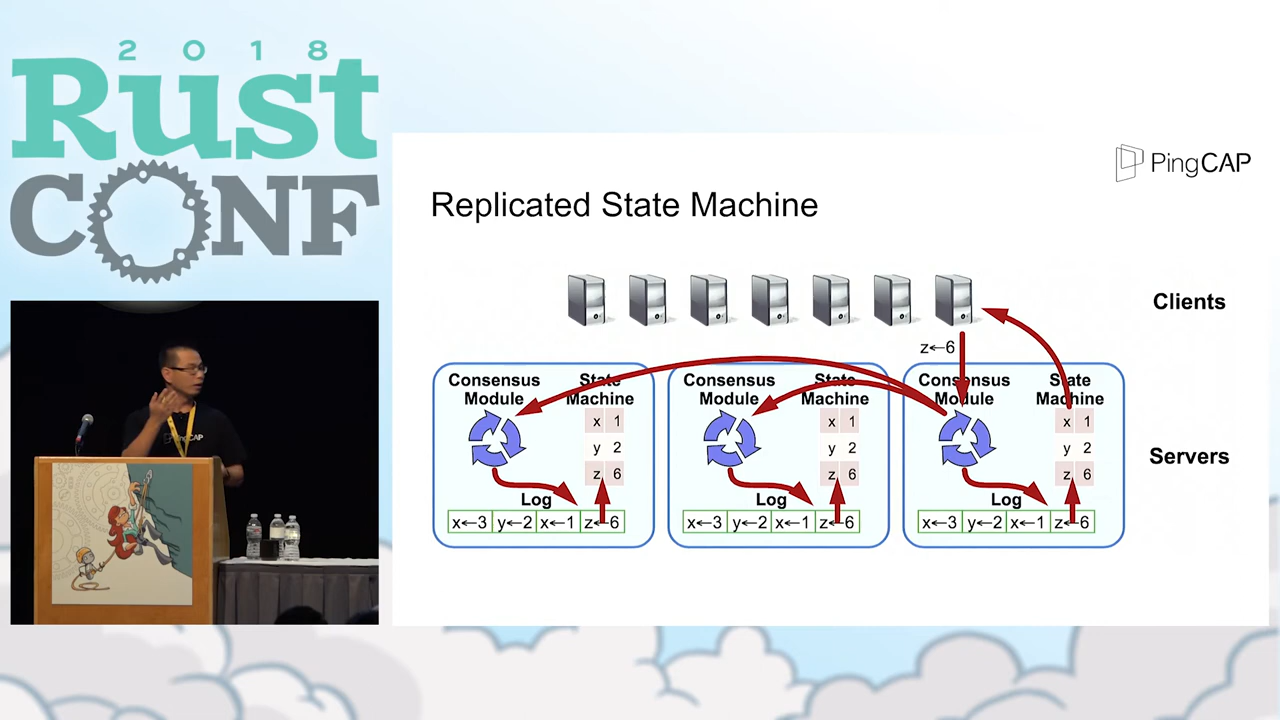 2018
Rust
CONF
PingCAP
Replicated State Machine
Clients
z←6
Consensus
Module
State
Machine
x 1
y 2
z 6
Log
x←3 y←2 x←1 z←6
Consensus
Module
State
Machine
x 1
y 2
z 6
Log
x←3 y←2 x←1 z←6
Consensus
Module
State
Machine
x 1
y 2
z 6
Log
x←3 y←2 x←1 z←6
Servers
PingCAP